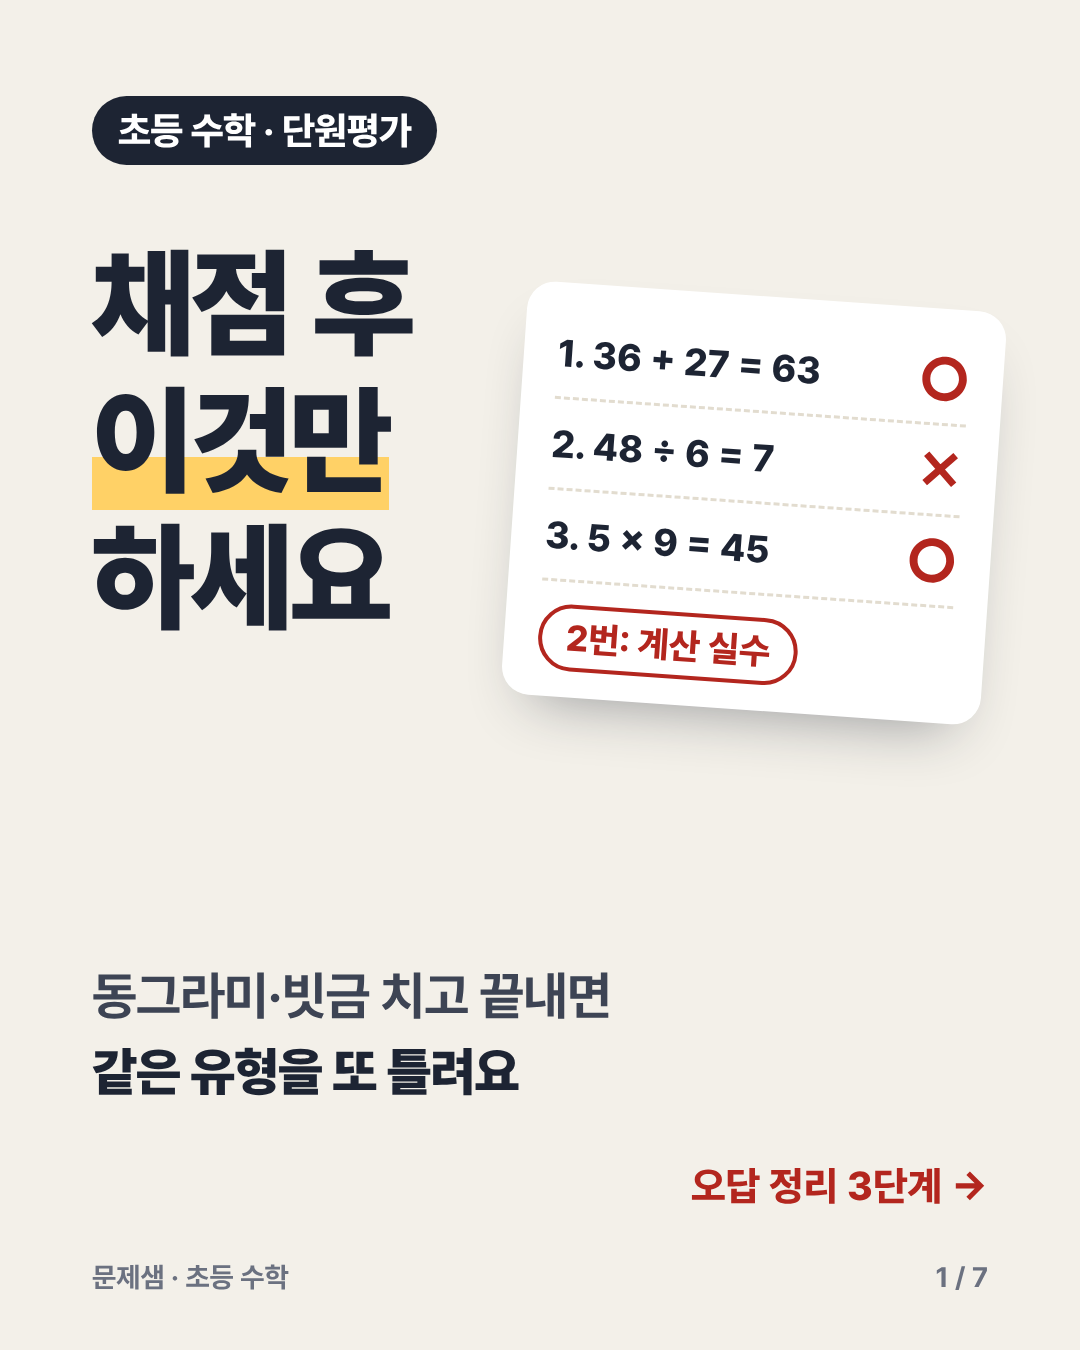 초등 수학 · 단원평가
채점 후
이것만
하세요
1. 36 + 27 = 63
2. 48 ÷ 6 = 7
3. 5 × 9 = 45
2번: 계산 실수
동그라미·빗금 치고 끝내면
같은 유형을 또 틀려요
오답 정리 3단계 →
문제샘 · 초등 수학
1 / 7